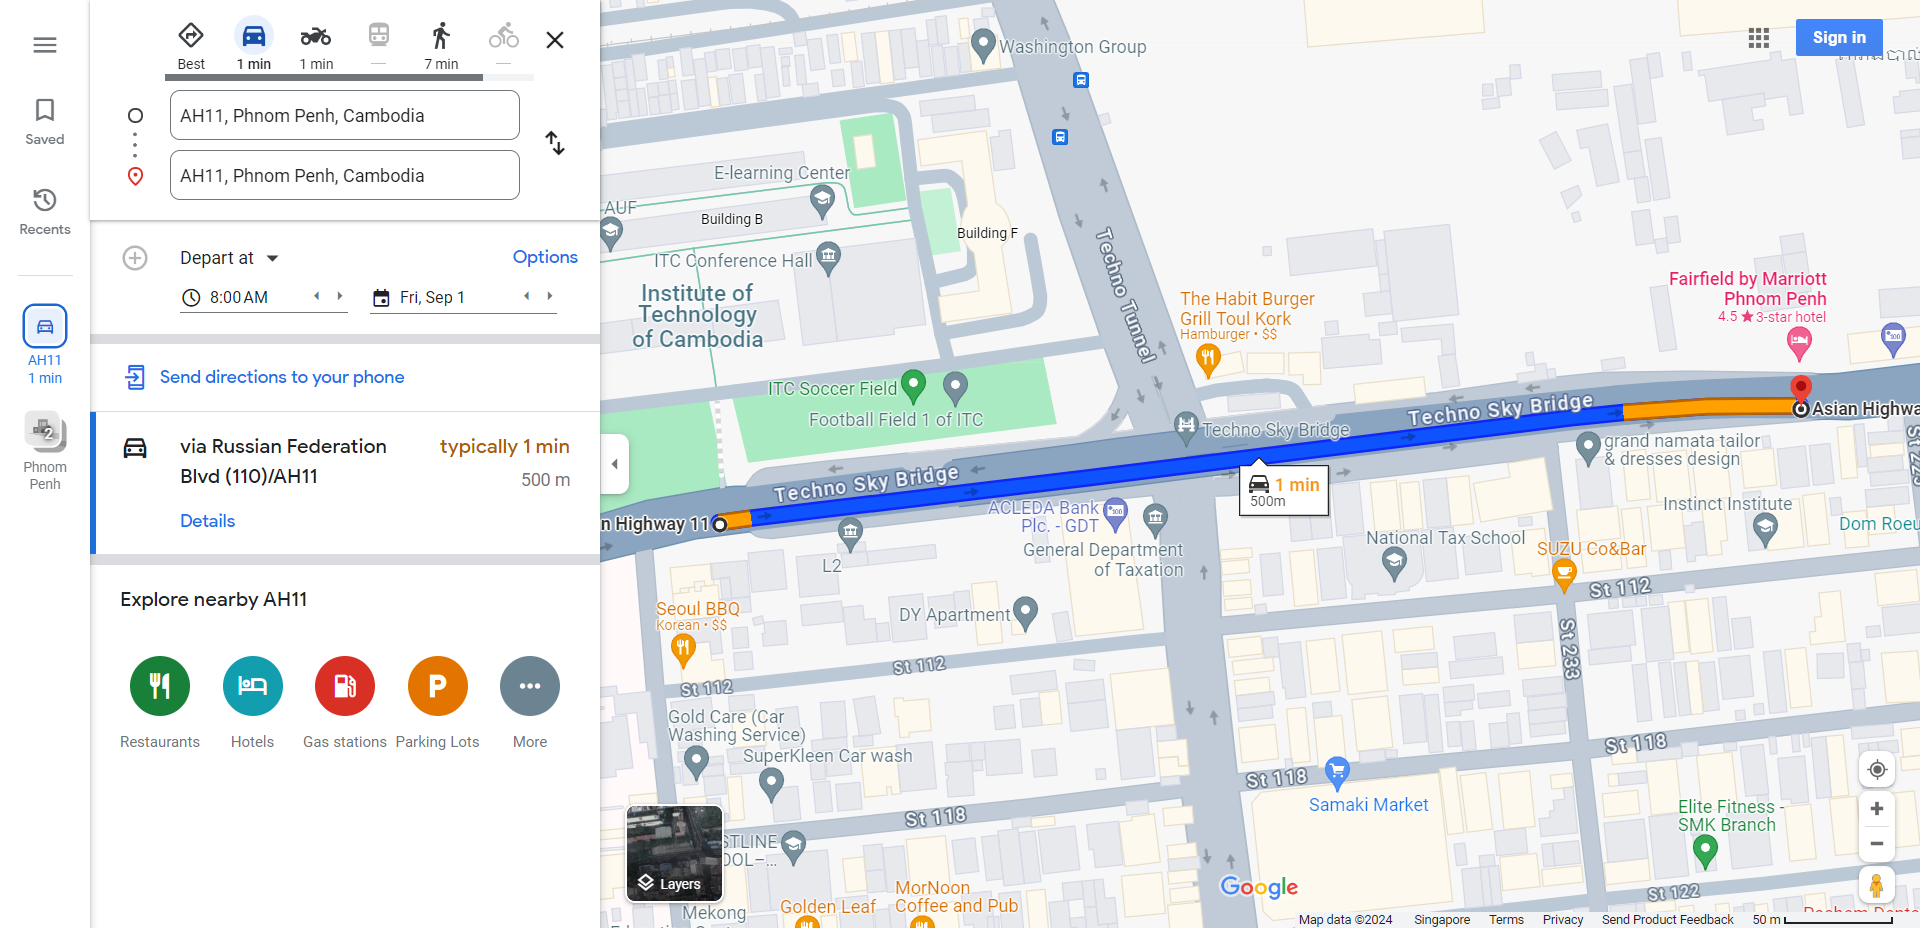 Saved
Recents
AH11
1 min
2
Phnom
Penh
Best
1 min
1 min
—
7 min
—
AH11, Phnom Penh, Cambodia
AH11, Phnom Penh, Cambodia
Depart at
Options
8:00 AM
Fri, Sep 1
Send directions to your phone
via Russian Federation
Blvd (110)/AH11
typically 1 min
500 m
Details
Explore nearby AH11
P
Restaurants
Hotels
Gas stations
Parking Lots
More
Washington Group
Sign in
E-learning Center
AUF
Building B
Building F
ITC Conference Hall
Institute of
Technology
of Cambodia
Techno Tunnel
The Habit Burger
Grill Toul Kork
Hamburger • $$
Fairfield by Marriott
Phnom Penh
4.5 ★ 3-star hotel
ITC Soccer Field
Football Field 1 of ITC
Techno Sky Bridge
Techno Sky Bridge
Asian Highwa
Techno Sky Bridge
grand namata tailor
& dresses design
St 223
1 min
500m
n Highway 11
ACLEDA Bank
Plc. - GDT
General Department
of Taxation
L2
Instinct Institute
Dom Roeu
National Tax School
SUZU Co&Bar
St 112
Seoul BBQ
Korean • $$
DY Apartment
St 112
St 112
St 233
Gold Care (Car
Washing Service)
SuperKleen Car wash
St 118
St 118
Samaki Market
St 118
Elite Fitness -
SMK Branch
STLINE
OOL–...
Layers
Mekong
Golden Leaf
MorNoon
Coffee and Pub
Google
St 122
Map data ©2024
Singapore
Terms
Privacy
Send Product Feedback
50 m